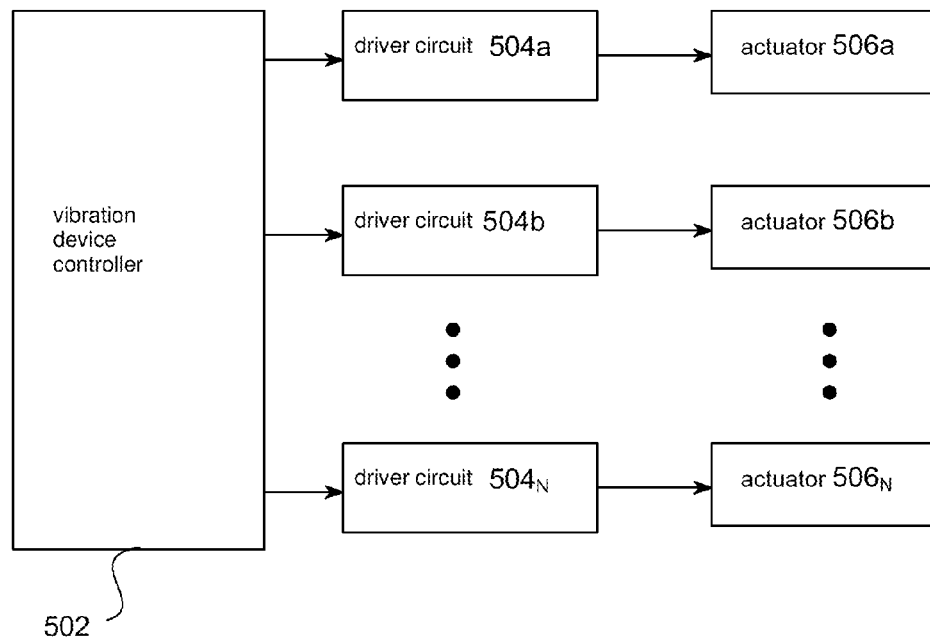 driver circuit 504a
actuator 506a
vibration
device
controller
driver circuit 504b
actuator 506b
driver circuit 504N
actuator 506N
502